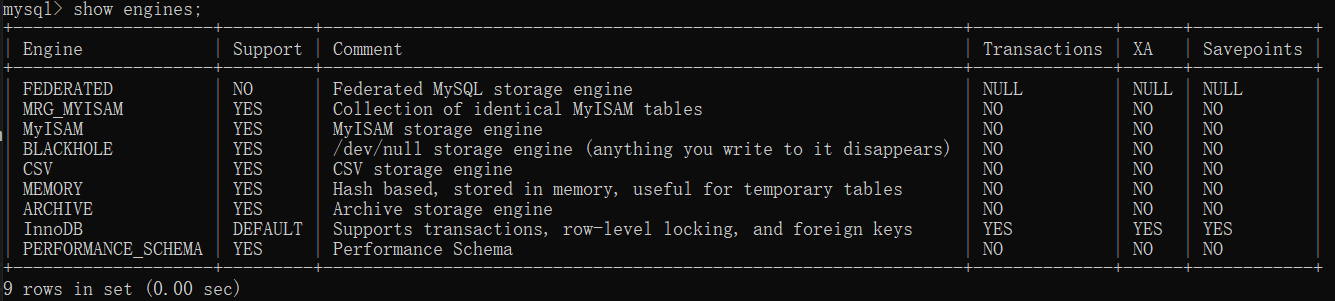 mysql> show engines;
+--------------------+---------+----------------------------------------------------------------+--------------+------+------------+
| Engine             | Support | Comment                                                        | Transactions | XA   | Savepoints |
+--------------------+---------+----------------------------------------------------------------+--------------+------+------------+
| FEDERATED          | NO      | Federated MySQL storage engine                                 | NULL         | NULL | NULL       |
| MRG_MYISAM         | YES     | Collection of identical MyISAM tables                          | NO           | NO   | NO         |
| MyISAM             | YES     | MyISAM storage engine                                          | NO           | NO   | NO         |
| BLACKHOLE          | YES     | /dev/null storage engine (anything you write to it disappears) | NO           | NO   | NO         |
| CSV                | YES     | CSV storage engine                                             | NO           | NO   | NO         |
| MEMORY             | YES     | Hash based, stored in memory, useful for temporary tables      | NO           | NO   | NO         |
| ARCHIVE            | YES     | Archive storage engine                                         | NO           | NO   | NO         |
| InnoDB             | DEFAULT | Supports transactions, row-level locking, and foreign keys     | YES          | YES  | YES        |
| PERFORMANCE_SCHEMA | YES     | Performance Schema                                             | NO           | NO   | NO         |
+--------------------+---------+----------------------------------------------------------------+--------------+------+------------+
9 rows in set (0.00 sec)